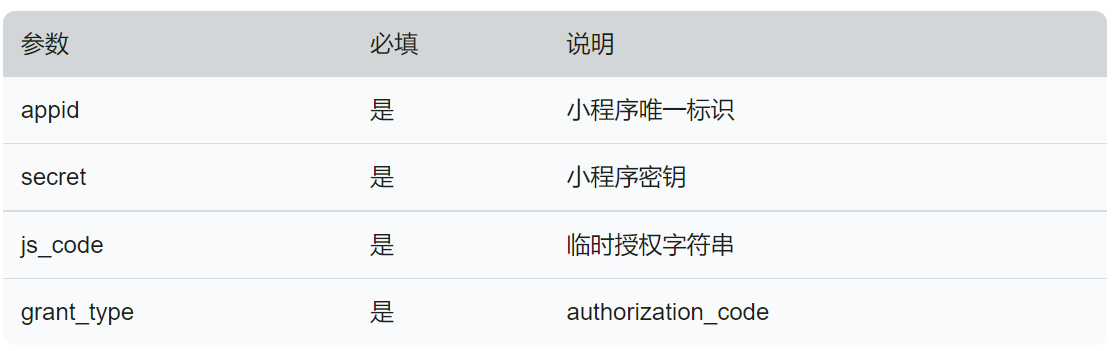 参数 必填 说明
appid 是 小程序唯一标识
secret 是 小程序密钥
js_code 是 临时授权字符串
grant_type 是 authorization_code